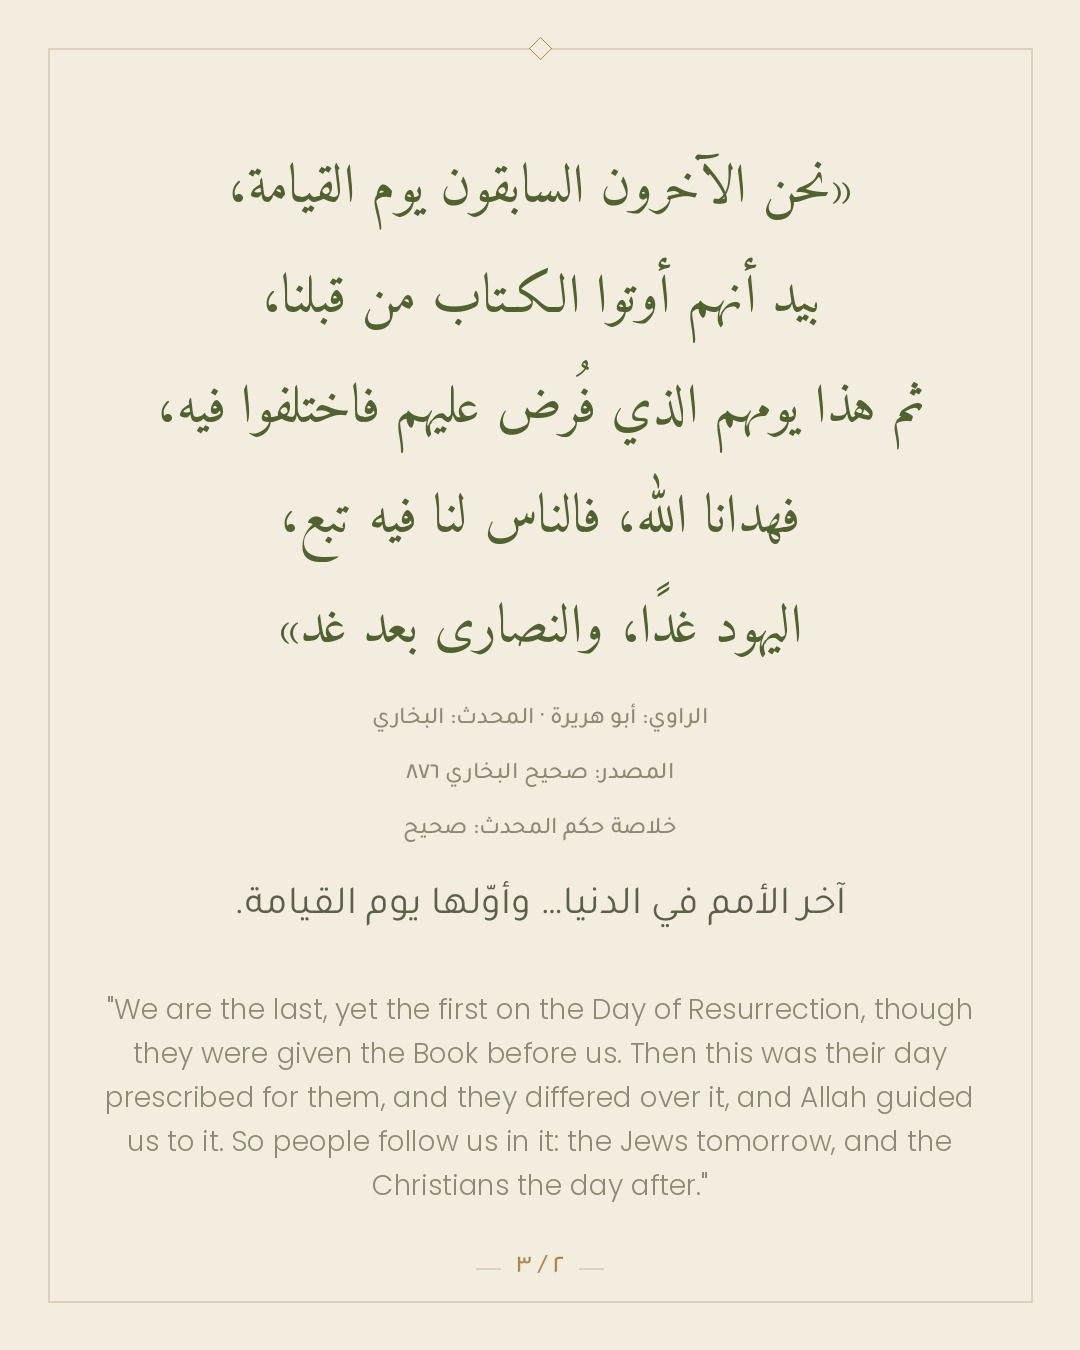 «نحن الآخرون السابقون يوم القيامة،
بيد أنهم أوتوا الكتاب من قبلنا،
ثم هذا يومهم الذي فُرض عليهم فاختلفوا فيه،
فهدانا الله، فالناس لنا فيه تبع،
اليهود غدًا، والنصارى بعد غد»
الراوي: أبو هريرة · المحدث: البخاري
المصدر: صحيح البخاري ٨٧٦
خلاصة حكم المحدث: صحيح
آخر الأمم في الدنيا… وأوّلها يوم القيامة.
"We are the last, yet the first on the Day of Resurrection, though
they were given the Book before us. Then this was their day
prescribed for them, and they differed over it, and Allah guided
us to it. So people follow us in it: the Jews tomorrow, and the
Christians the day after."
٢ / ٣